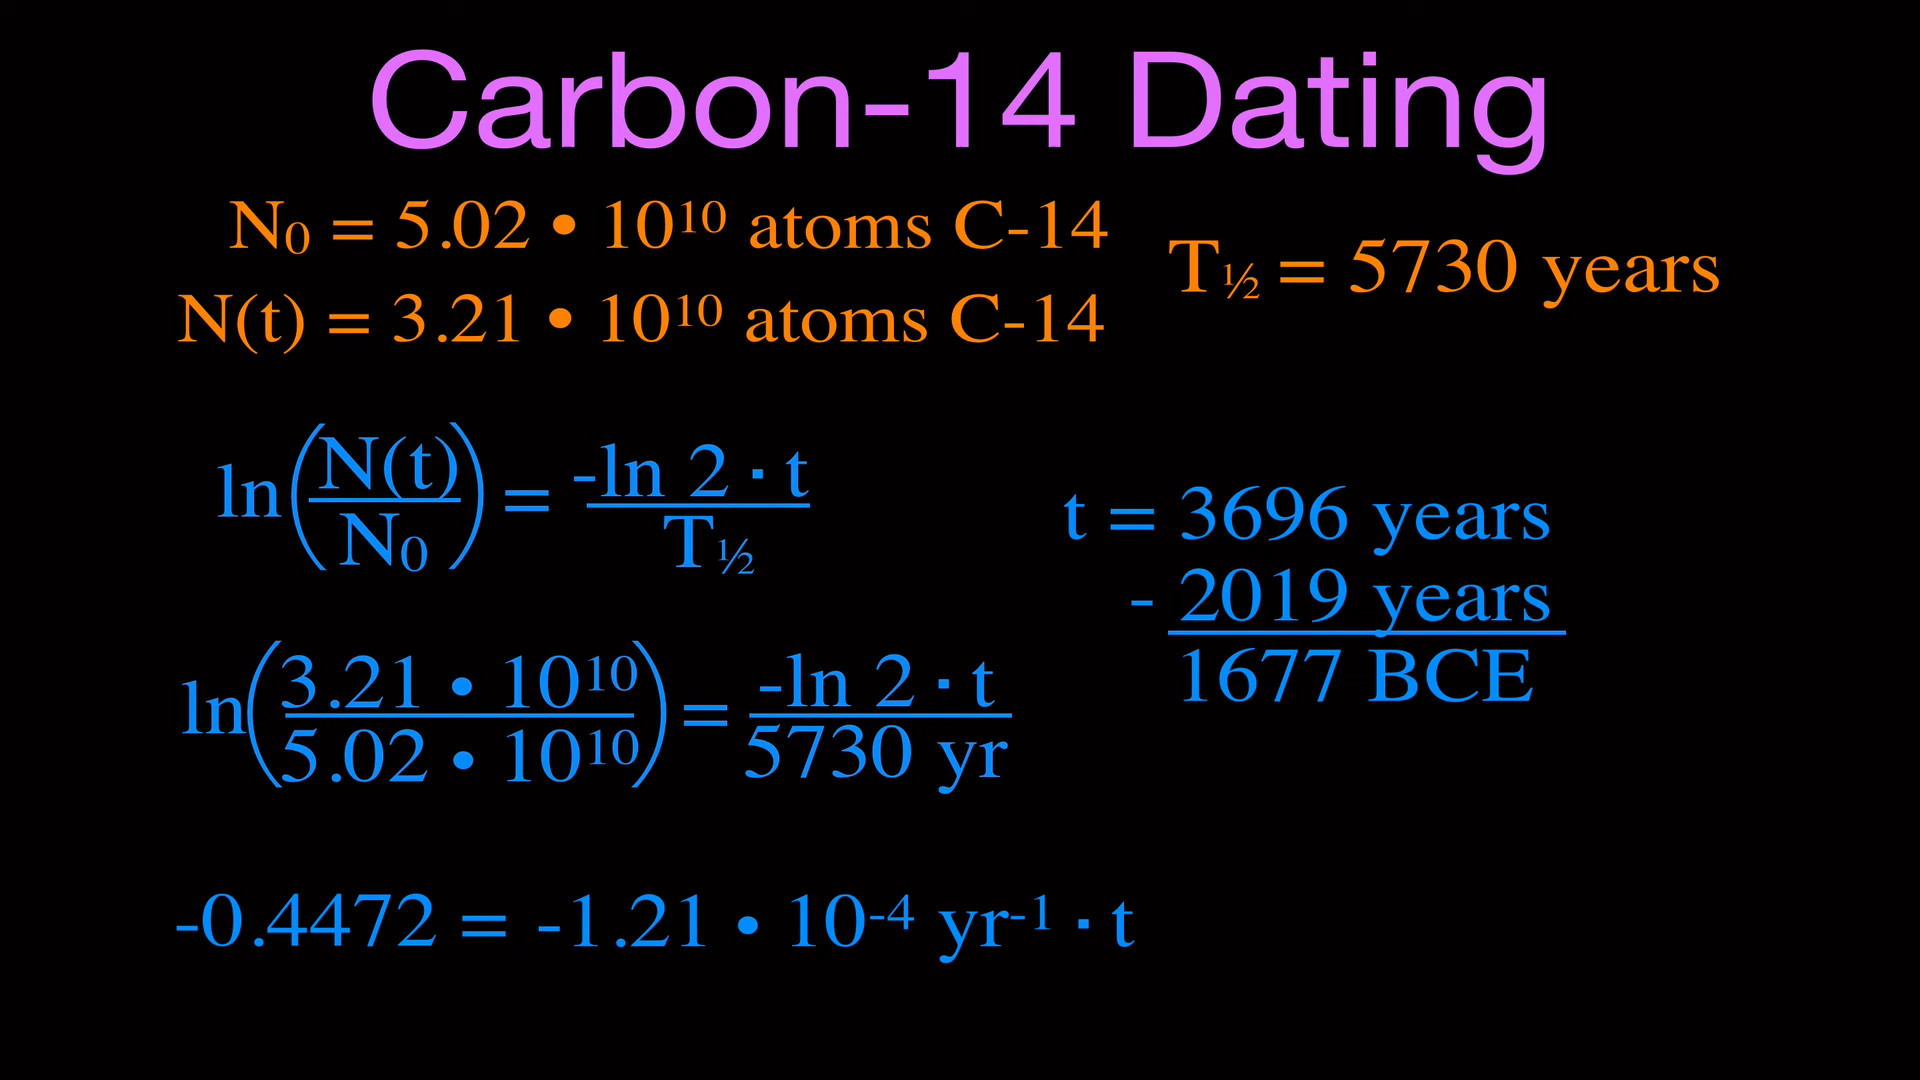 Carbon-14 Dating
N₀ = 5.02 • 10¹⁰ atoms C-14
T½ = 5730 years
N(t) = 3.21 • 10¹⁰ atoms C-14
ln(N(t)/N₀) = -ln 2 · t/T½
ln(3.21 • 10¹⁰/5.02 • 10¹⁰) = -ln 2 · t/5730 yr
-0.4472 = -1.21 • 10⁻⁴ yr⁻¹ · t
t = 3696 years
- 2019 years
1677 BCE